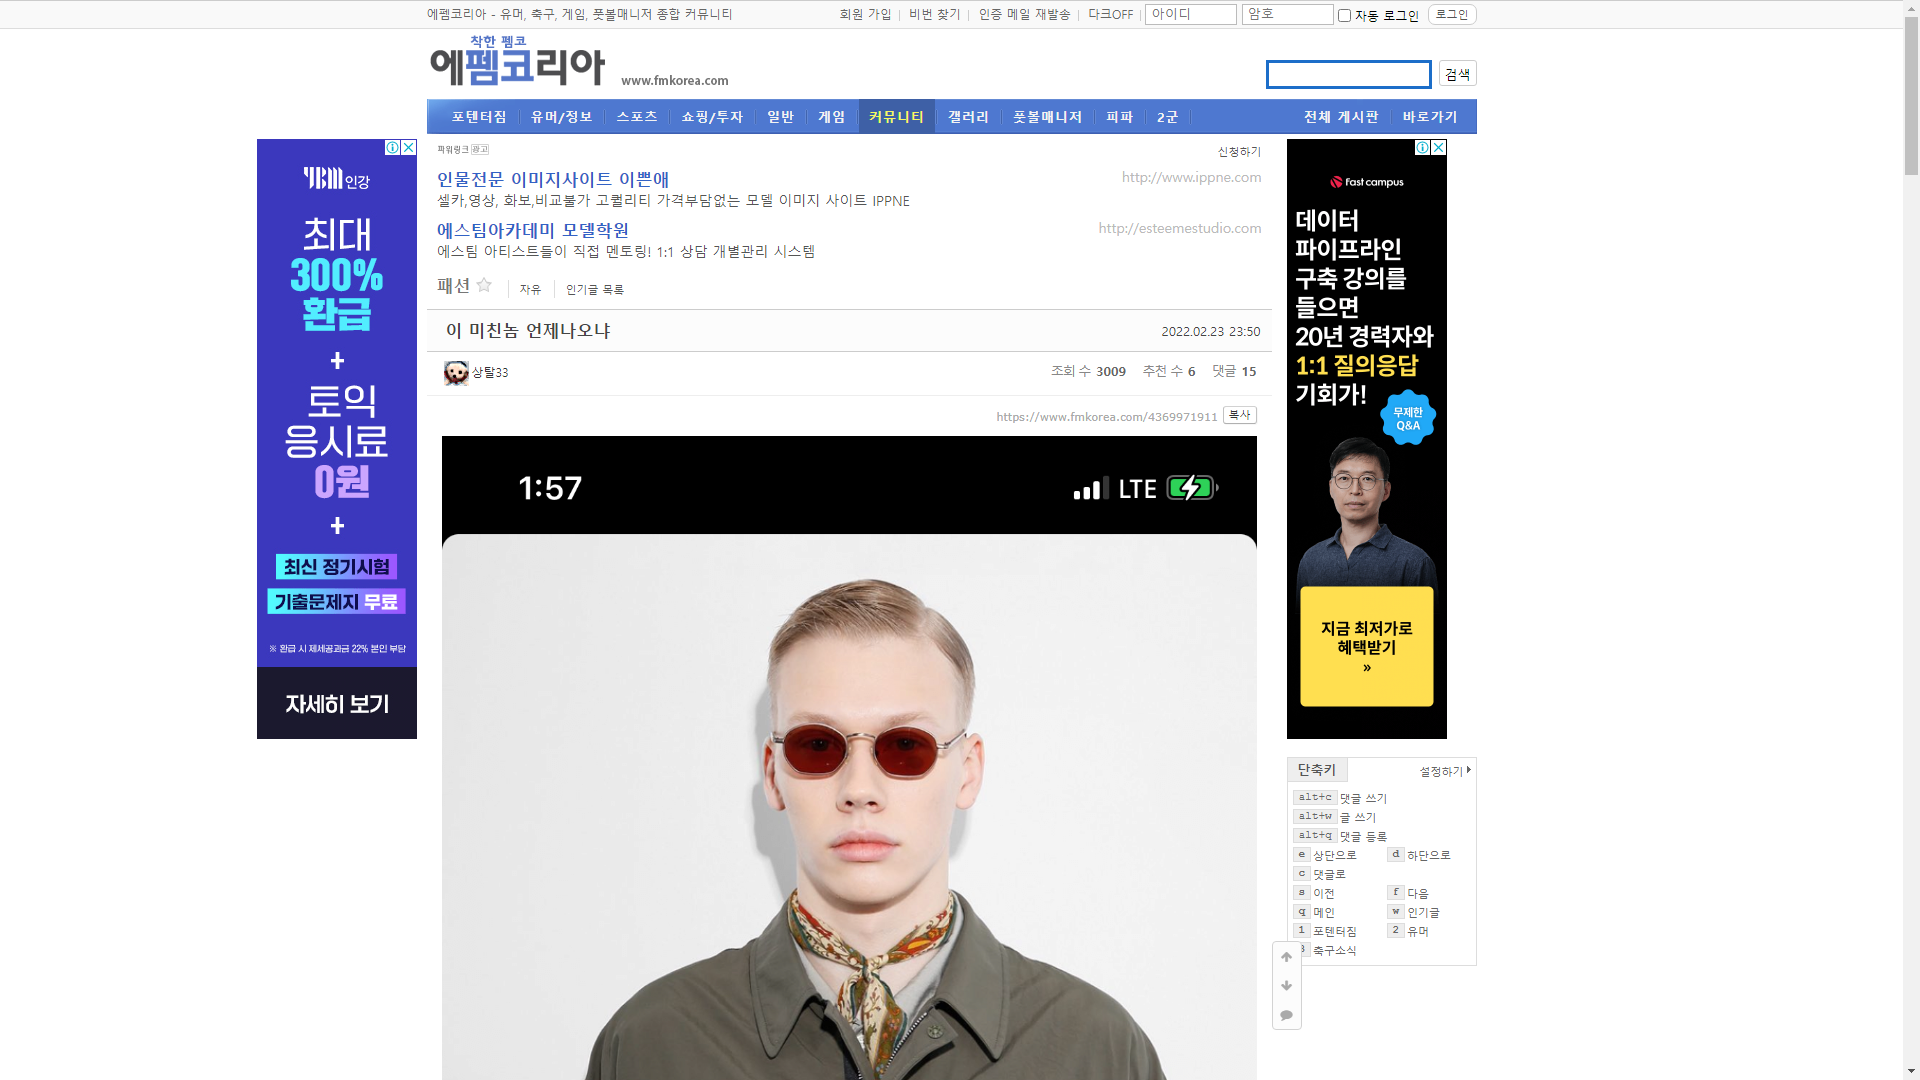 에펨코리아 - 유머, 축구, 게임, 풋볼매니저 종합 커뮤니티
회원 가입
비번 찾기
인증 메일 재발송
다크OFF
아이디
암호
자동 로그인
로그인
착한 펨코
에펨코리아
www.fmkorea.com
검색
포텐터짐
유머/정보
스포츠
쇼핑/투자
일반
게임
커뮤니티
갤러리
풋볼매니저
피파
2군
전체 게시판
바로가기
YBM 인강
최대
300%
환급
+
토익
응시료
0원
+
최신 정기시험
기출문제지 무료
※ 환급 시 제세공과금 22% 본인 부담
자세히 보기
파워링크 광고
신청하기
인물전문 이미지사이트 이쁜애
http://www.ippne.com
셀카,영상, 화보,비교불가 고퀄리티 가격부담없는 모델 이미지 사이트 IPPNE
에스팀아카데미 모델학원
http://esteemestudio.com
에스팀 아티스트들이 직접 멘토링! 1:1 상담 개별관리 시스템
패션
자유
인기글 목록
이 미친놈 언제나오냐
2022.02.23 23:50
상탈33
조회 수 3009
추천 수 6
댓글 15
https://www.fmkorea.com/4369971911
복사
1:57
LTE
fast campus
데이터
파이프라인
구축 강의를
들으면
20년 경력자와
1:1 질의응답
기회가!
무제한
Q&A
지금 최저가로
혜택받기
»
단축키
설정하기
alt+c 댓글 쓰기
alt+w 글 쓰기
alt+q 댓글 등록
e 상단으로
d 하단으로
c 댓글로
s 이전
f 다음
q 메인
w 인기글
1 포텐터짐
2 유머
3 축구소식